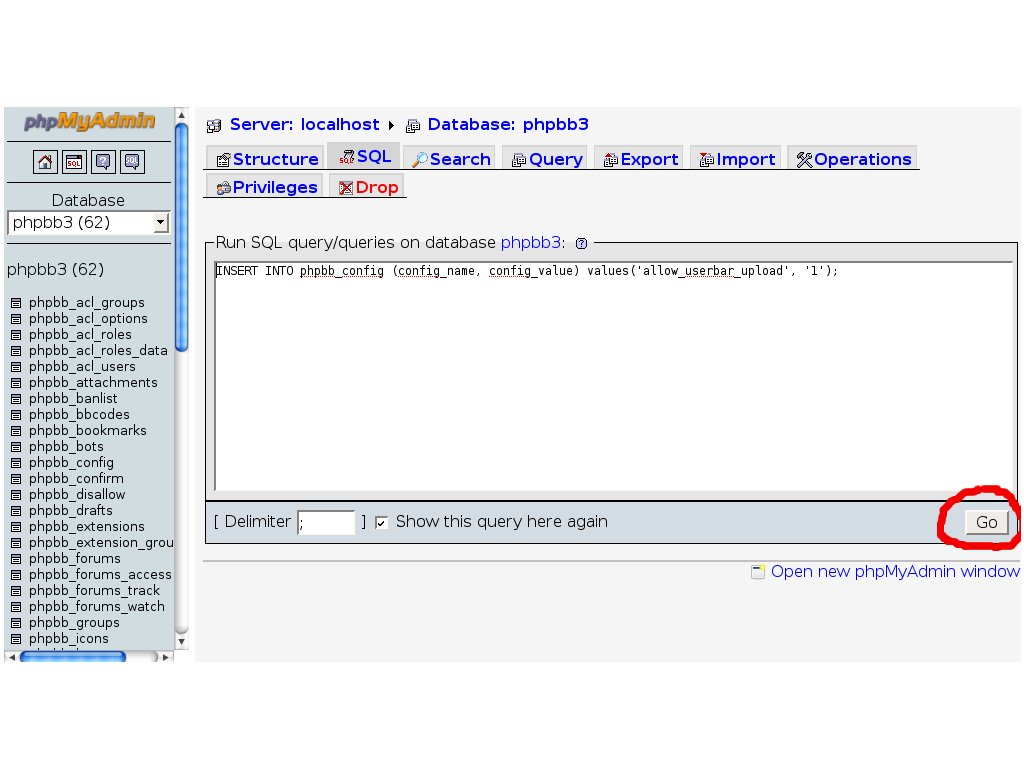 phpMyAdmin
Database
phpbb3 (62)
phpbb3 (62)
phpbb_acl_groups
phpbb_acl_options
phpbb_acl_roles
phpbb_acl_roles_data
phpbb_acl_users
phpbb_attachments
phpbb_banlist
phpbb_bbcodes
phpbb_bookmarks
phpbb_bots
phpbb_config
phpbb_confirm
phpbb_disallow
phpbb_drafts
phpbb_extensions
phpbb_extension_grou
phpbb_forums
phpbb_forums_access
phpbb_forums_track
phpbb_forums_watch
phpbb_groups
phpbb_icons
Server: localhost Database: phpbb3
Structure SQL Search Query Export Import Operations
Privileges Drop
Run SQL query/queries on database phpbb3:
INSERT INTO phpbb_config (config_name, config_value) values('allow_userbar_upload', '1');
[ Delimiter ; ] Show this query here again Go
Open new phpMyAdmin window